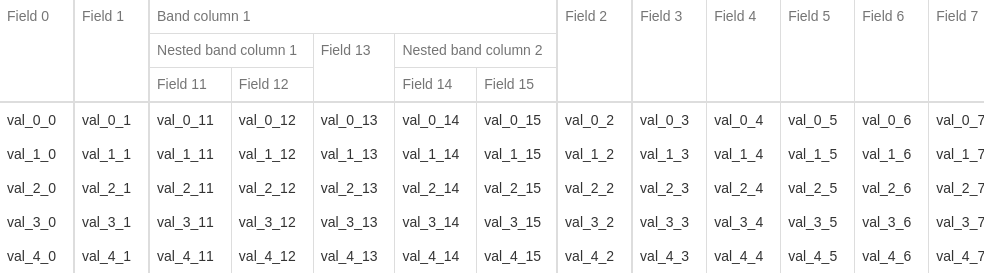 Field 0 Field 1 Band column 1 Field 2 Field 3 Field 4 Field 5 Field 6 Field 7
Nested band column 1 Field 13 Nested band column 2
Field 11 Field 12 Field 14 Field 15
val_0_0 val_0_1 val_0_11 val_0_12 val_0_13 val_0_14 val_0_15 val_0_2 val_0_3 val_0_4 val_0_5 val_0_6 val_0_7
val_1_0 val_1_1 val_1_11 val_1_12 val_1_13 val_1_14 val_1_15 val_1_2 val_1_3 val_1_4 val_1_5 val_1_6 val_1_7
val_2_0 val_2_1 val_2_11 val_2_12 val_2_13 val_2_14 val_2_15 val_2_2 val_2_3 val_2_4 val_2_5 val_2_6 val_2_7
val_3_0 val_3_1 val_3_11 val_3_12 val_3_13 val_3_14 val_3_15 val_3_2 val_3_3 val_3_4 val_3_5 val_3_6 val_3_7
val_4_0 val_4_1 val_4_11 val_4_12 val_4_13 val_4_14 val_4_15 val_4_2 val_4_3 val_4_4 val_4_5 val_4_6 val_4_7